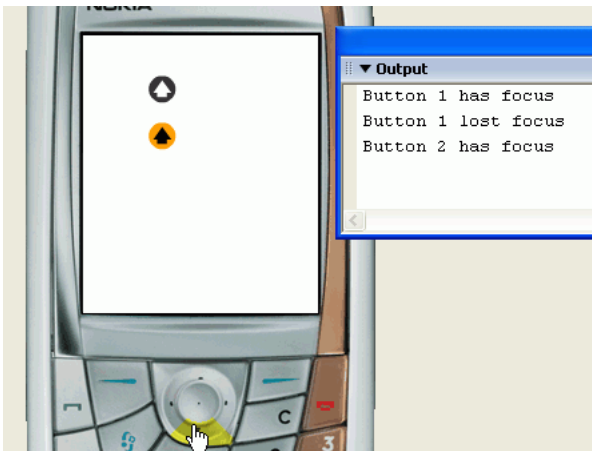 NOKIA
Output
Button 1 has focus
Button 1 lost focus
Button 2 has focus
C
3